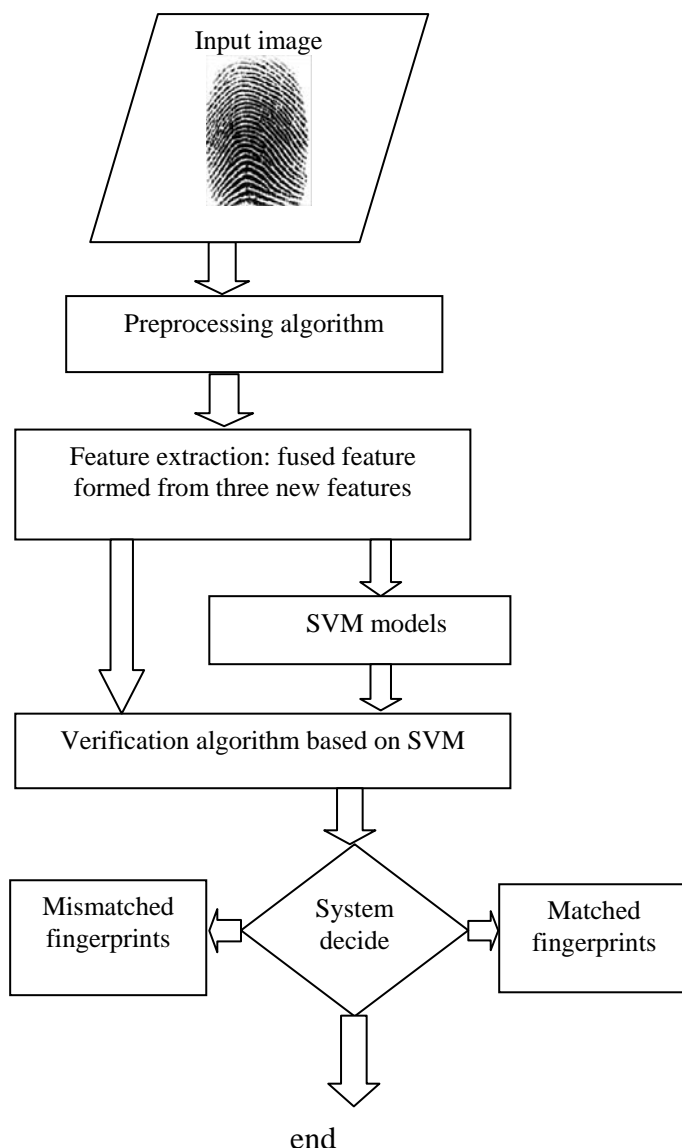 Input image
Preprocessing algorithm
Feature extraction: fused feature
formed from three new features
SVM models
Verification algorithm based on SVM
Mismatched
fingerprints
System
decide
Matched
fingerprints
end